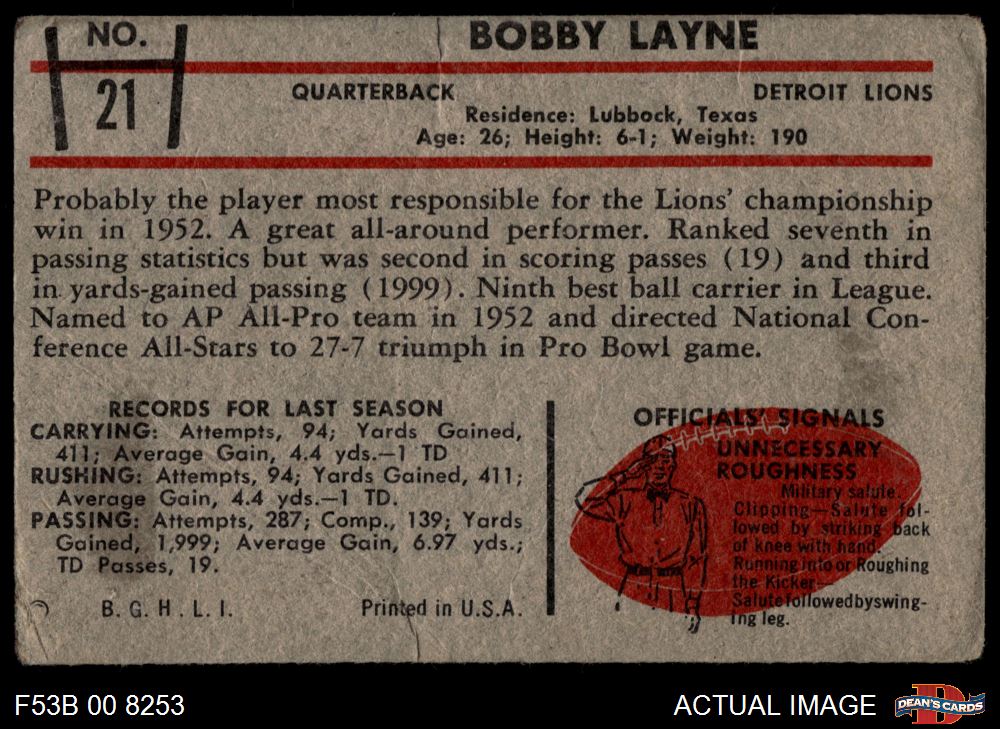 NO.
21
BOBBY LAYNE
QUARTERBACK DETROIT LIONS
Residence: Lubbock, Texas
Age: 26; Height: 6-1; Weight: 190
Probably the player most responsible for the Lions' championship
win in 1952. A great all-around performer. Ranked seventh in
passing statistics but was second in scoring passes (19) and third
in yards-gained passing (1999). Ninth best ball carrier in League.
Named to AP All-Pro team in 1952 and directed National Con-
ference All-Stars to 27-7 triumph in Pro Bowl game.
RECORDS FOR LAST SEASON
CARRYING: Attempts, 94; Yards Gained,
411; Average Gain, 4.4 yds.—1 TD
RUSHING: Attempts, 94; Yards Gained, 411;
Average Gain, 4.4 yds.—1 TD.
PASSING: Attempts, 287; Comp., 139; Yards
Gained, 1,999; Average Gain, 6.97 yds.;
TD Passes, 19.
B. G. H. L. I. Printed in U.S.A.
OFFICIALS' SIGNALS
UNNECESSARY
ROUGHNESS
Military salute.
Clipping—Salute fol-
lowed by striking back
of knee with hand.
Running into or Roughing
the Kicker—
Salute followed by swing-
ing leg.
F53B 00 8253
ACTUAL IMAGE
DEAN'S CARDS